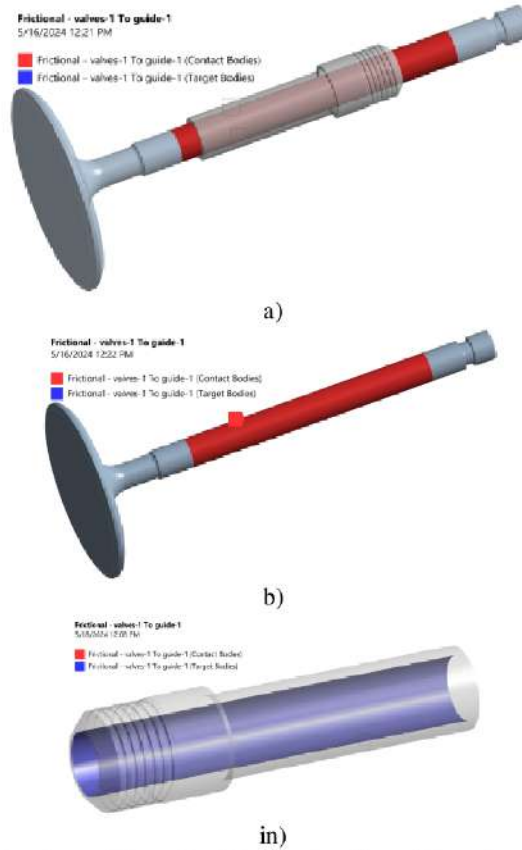 Frictional - valves-1 To guide-1
5/16/2024 12:21 PM
Frictional - valves-1 To guide-1 (Contact Bodies)
Frictional - valves-1 To guide-1 (Target Bodies)
a)
Frictional - valves-1 To guide-1
5/16/2024 12:22 PM
Frictional - valves-1 To guide-1 (Contact Bodies)
Frictional - valves-1 To guide-1 (Target Bodies)
b)
Frictional - valves-1 To guide-1
Frictional - valves-1 To guide-1 (Contact Bodies)
Frictional - valves-1 To guide-1 (Target Bodies)
in)